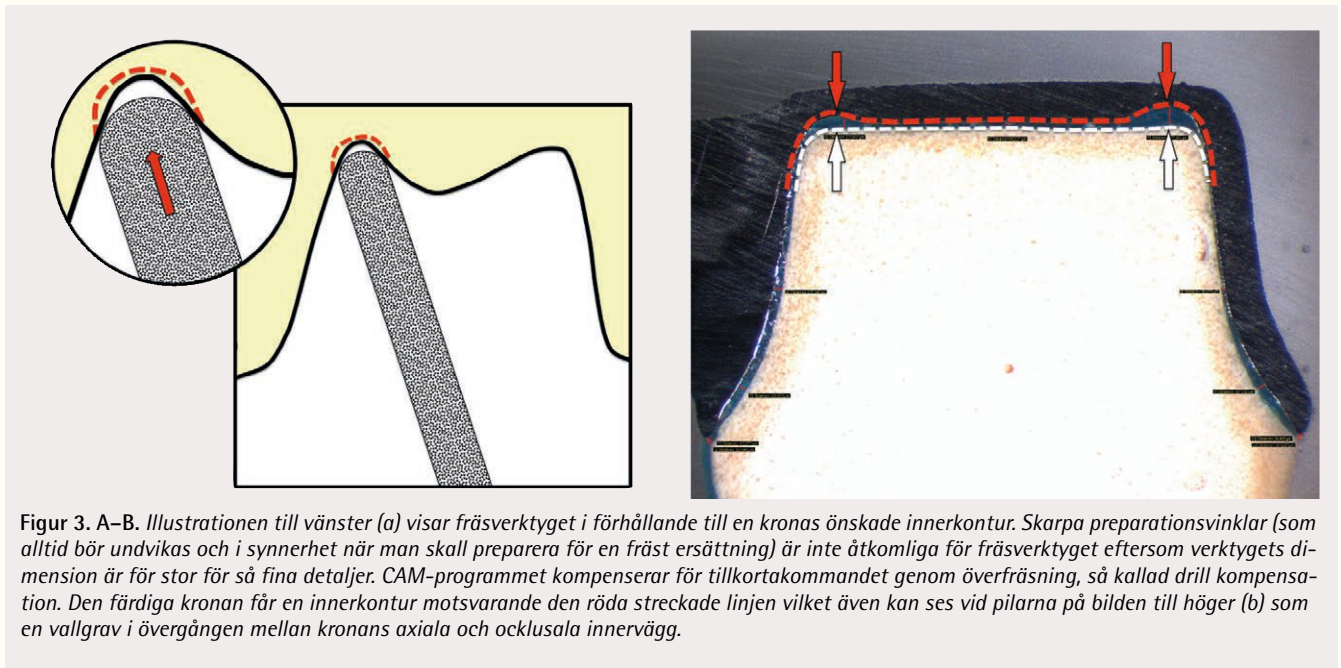 Figur 3. A–B. Illustrationen till vänster (a) visar fräsverktyget i förhållande till en kronas önskade innerkontur. Skarpa preparationsvinklar (som
alltid bör undvikas och i synnerhet när man skall preparera för en fräst ersättning) är inte åtkomliga för fräsverktyget eftersom verktygets di-
mension är för stor för så fina detaljer. CAM-programmet kompenserar för tillkortakommandet genom överfräsning, så kallad drill kompensa-
tion. Den färdiga kronan får en innerkontur motsvarande den röda streckade linjen vilket även kan ses vid pilarna på bilden till höger (b) som
en vallgrav i övergången mellan kronans axiala och ocklusala innervägg.